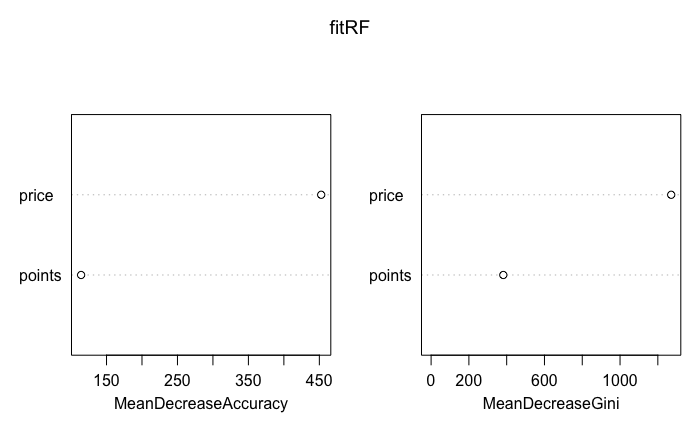 fitRF
price
points
150 250 350 450
MeanDecreaseAccuracy
price
points
0 200 600 1000
MeanDecreaseGini